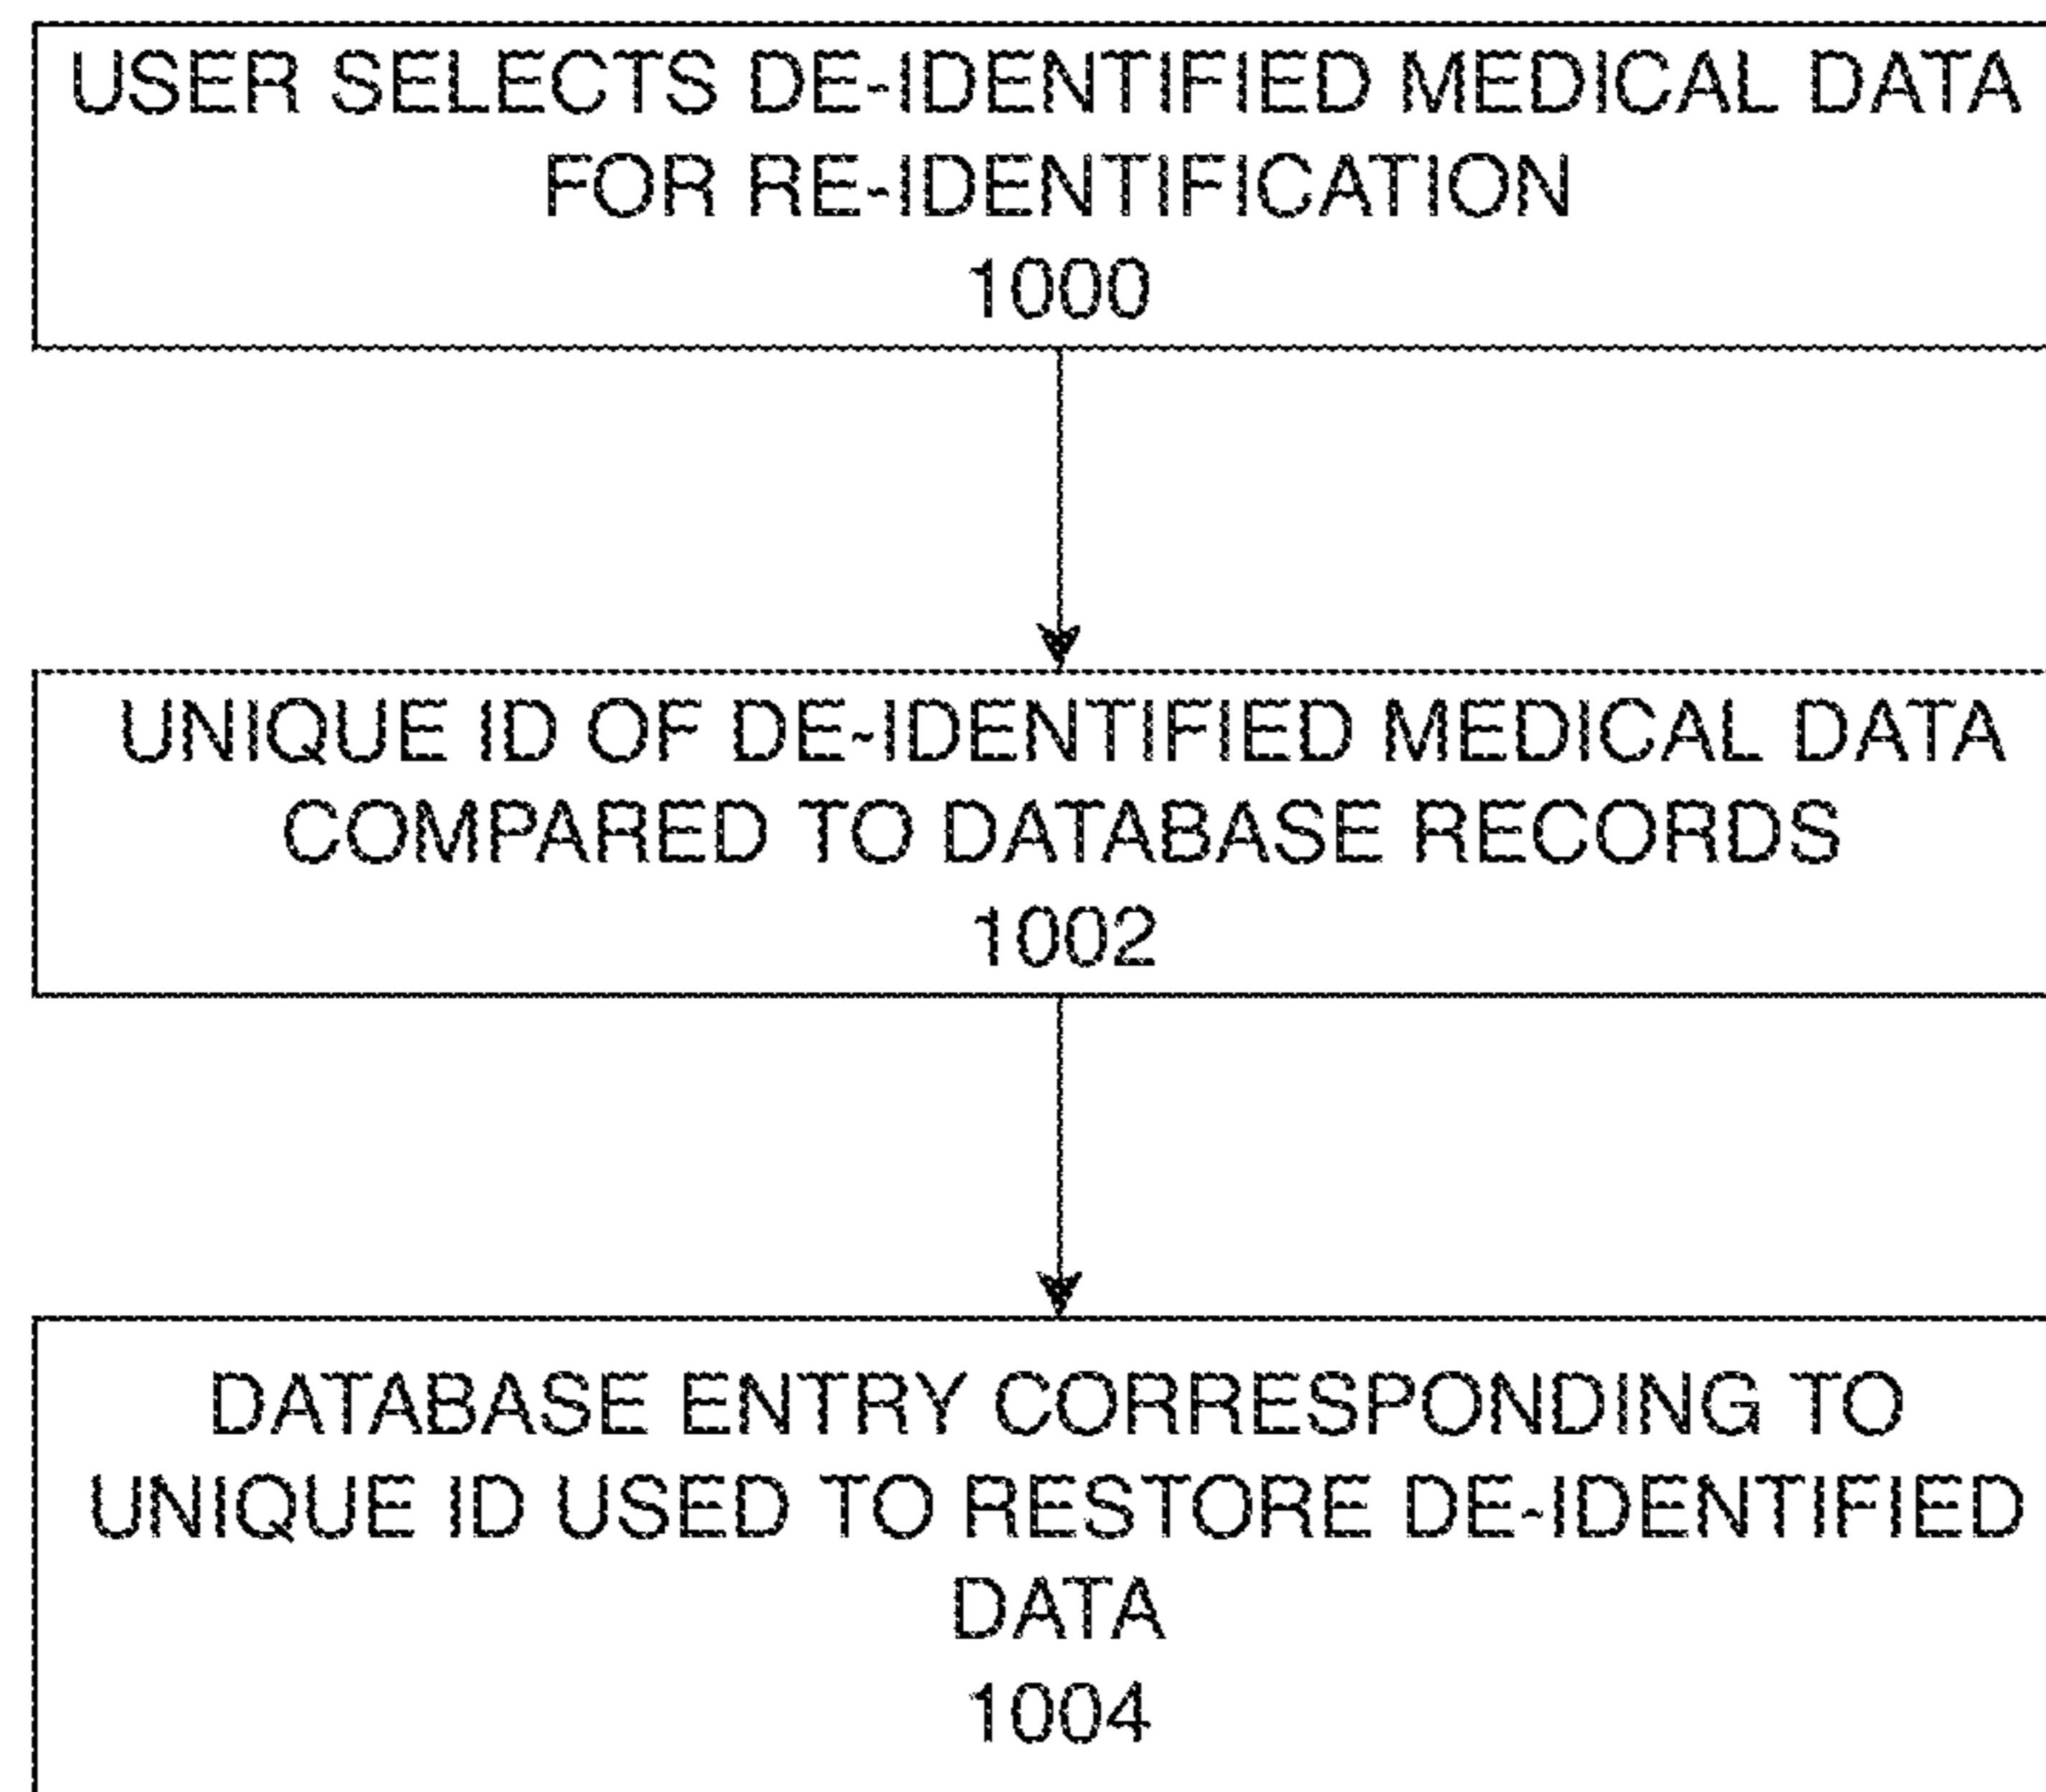 USER SELECTS DE-IDENTIFIED MEDICAL DATA
FOR RE-IDENTIFICATION
1000
UNIQUE ID OF DE-IDENTIFIED MEDICAL DATA
COMPARED TO DATABASE RECORDS
1002
DATABASE ENTRY CORRESPONDING TO
UNIQUE ID USED TO RESTORE DE-IDENTIFIED
DATA
1004